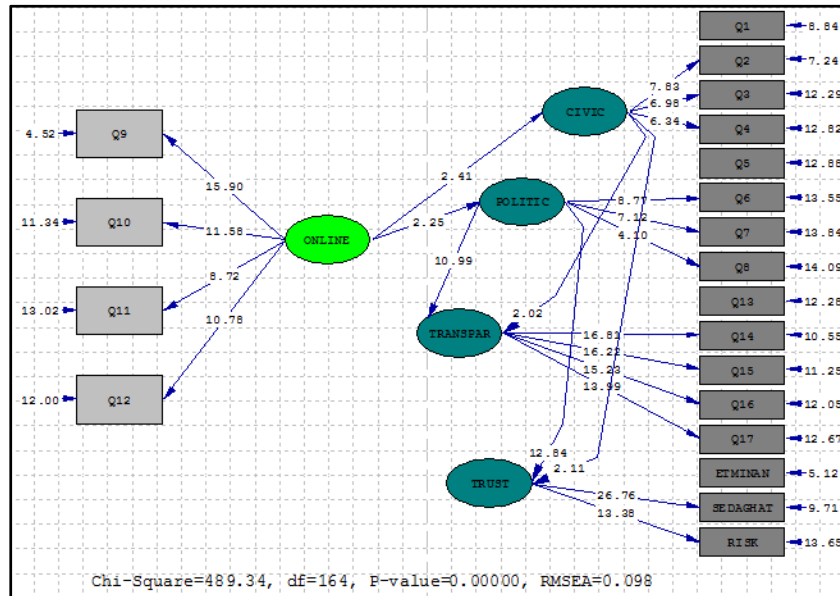 Q1
8.84
Q2
7.24
7.83
Q3
12.29
CIVIC
6.98
4.52
Q9
6.34
Q4
12.82
Q5
12.88
2.41
15.90
POLITIC
8.77
Q6
13.55
2.25
7.12
11.34
Q10
11.58
ONLINE
4.10
Q7
13.84
10.99
Q8
14.09
8.72
Q13
12.28
13.02
Q11
2.02
10.78
TRANSPAR
16.81
Q14
10.55
16.22
Q15
11.25
15.23
13.99
12.00
Q12
Q16
12.05
Q17
12.67
12.84
2.11
ETMINAN
5.12
TRUST
26.76
SEDAGHAT
9.71
13.38
RISK
13.65
Chi-Square=489.34, df=164, P-value=0.00000, RMSEA=0.098